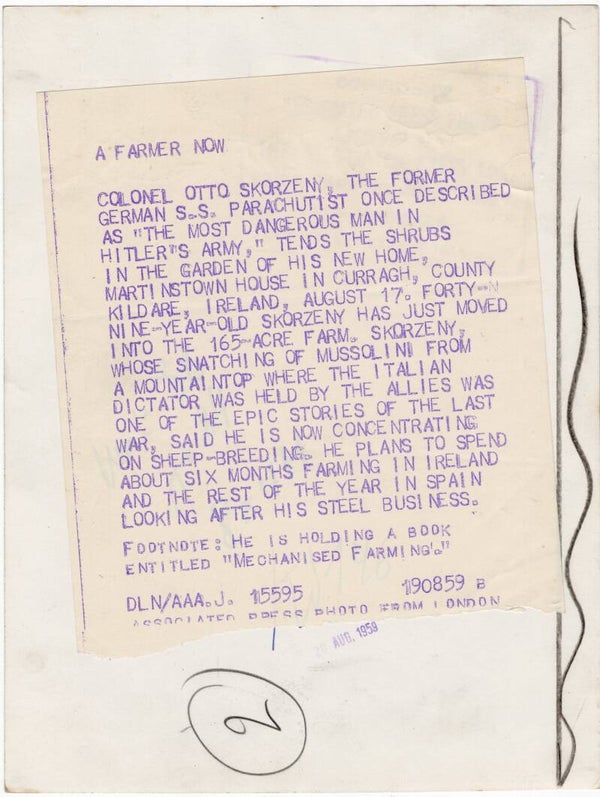 A FARMER NOW
COLONEL OTTO SKORZENY, THE FORMER
GERMAN S.S. PARACHUTIST ONCE DESCRIBED
AS "THE MOST DANGEROUS MAN IN
HITLER"S ARMY," TENDS THE SHRUBS
IN THE GARDEN OF HIS NEW HOME,
MARTINSTOWN HOUSE IN CURRAGH, COUNTY
KILDARE, IRELAND, AUGUST 17. FORTY-N
NINE-YEAR-OLD SKORZENY HAS JUST MOVED
INTO THE 165-ACRE FARM. SKORZENY,
WHOSE SNATCHING OF MUSSOLINI FROM
A MOUNTAINTOP WHERE THE ITALIAN
DICTATOR WAS HELD BY THE ALLIES WAS
ONE OF THE EPIC STORIES OF THE LAST
WAR, SAID HE IS NOW CONCENTRATING
ON SHEEP-BREEDING. HE PLANS TO SPEND
ABOUT SIX MONTHS FARMING IN IRELAND
AND THE REST OF THE YEAR IN SPAIN
LOOKING AFTER HIS STEEL BUSINESS.
FOOTNOTE: HE IS HOLDING A BOOK
ENTITLED "MECHANISED FARMING."
DLN/AAA.J. 15595 190859 B
ASSOCIATED PRESS PHOTO FROM LONDON
AUG. 1959
2